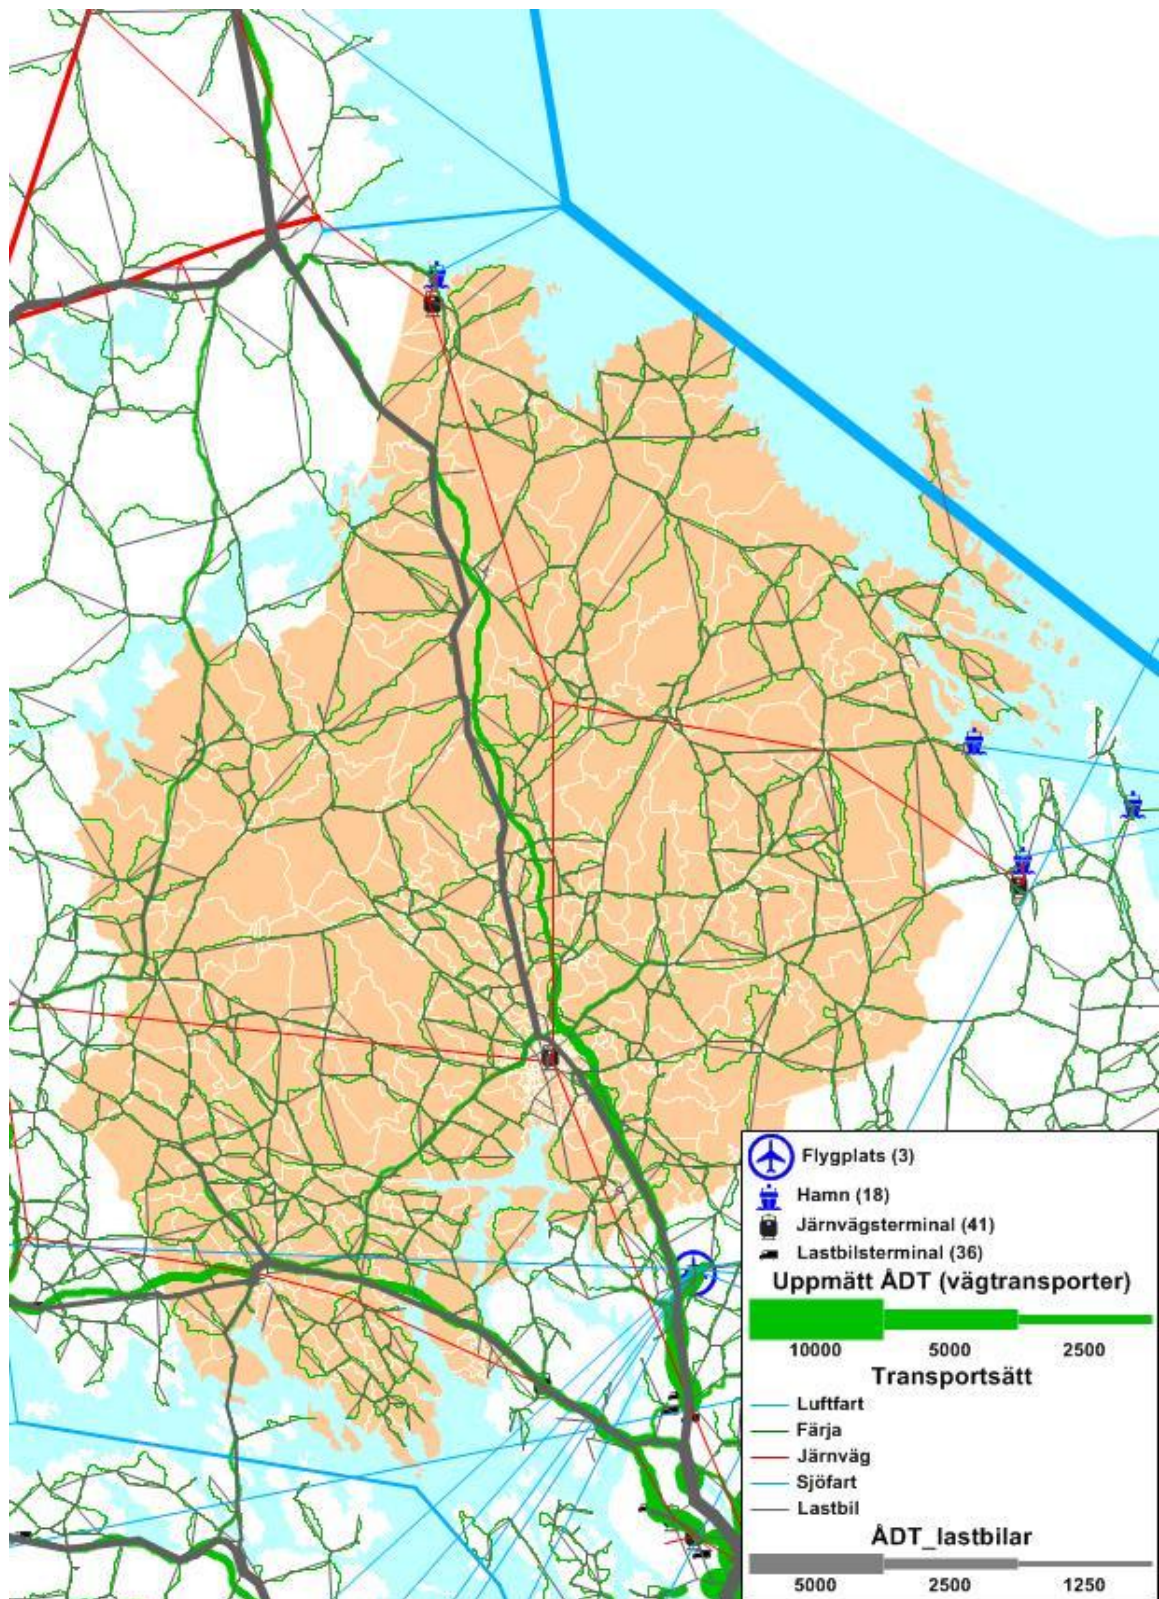 Flygplats (3)
Hamn (18)
Järnvägsterminal (41)
Lastbilsterminal (36)
Uppmätt ÅDT (vägtransporter)
10000 5000 2500
Transportsätt
Luftfart
Färja
Järnväg
Sjöfart
Lastbil
ÅDT_lastbilar
5000 2500 1250